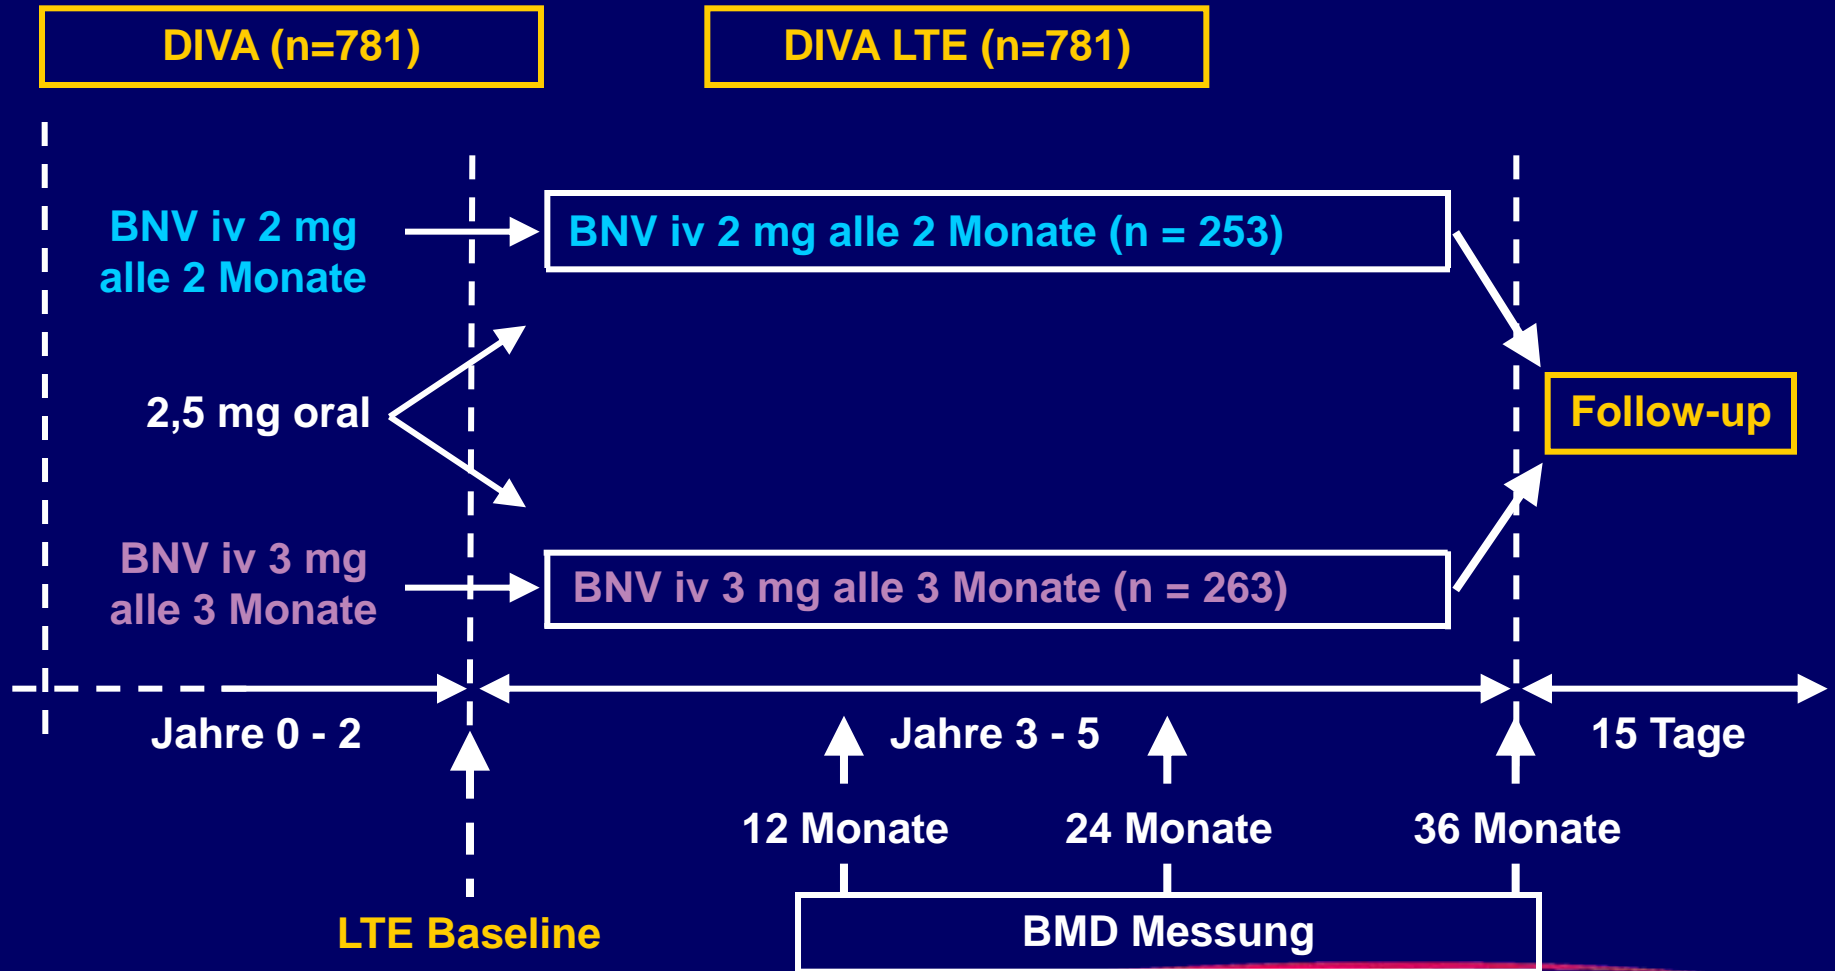 DIVA (n=781)
DIVA LTE (n=781)
BNV iv 2 mg
alle 2 Monate
BNV iv 2 mg alle 2 Monate (n = 253)
2,5 mg oral
Follow-up
BNV iv 3 mg
alle 3 Monate
BNV iv 3 mg alle 3 Monate (n = 263)
Jahre 0 - 2
Jahre 3 - 5
15 Tage
12 Monate
24 Monate
36 Monate
LTE Baseline
BMD Messung